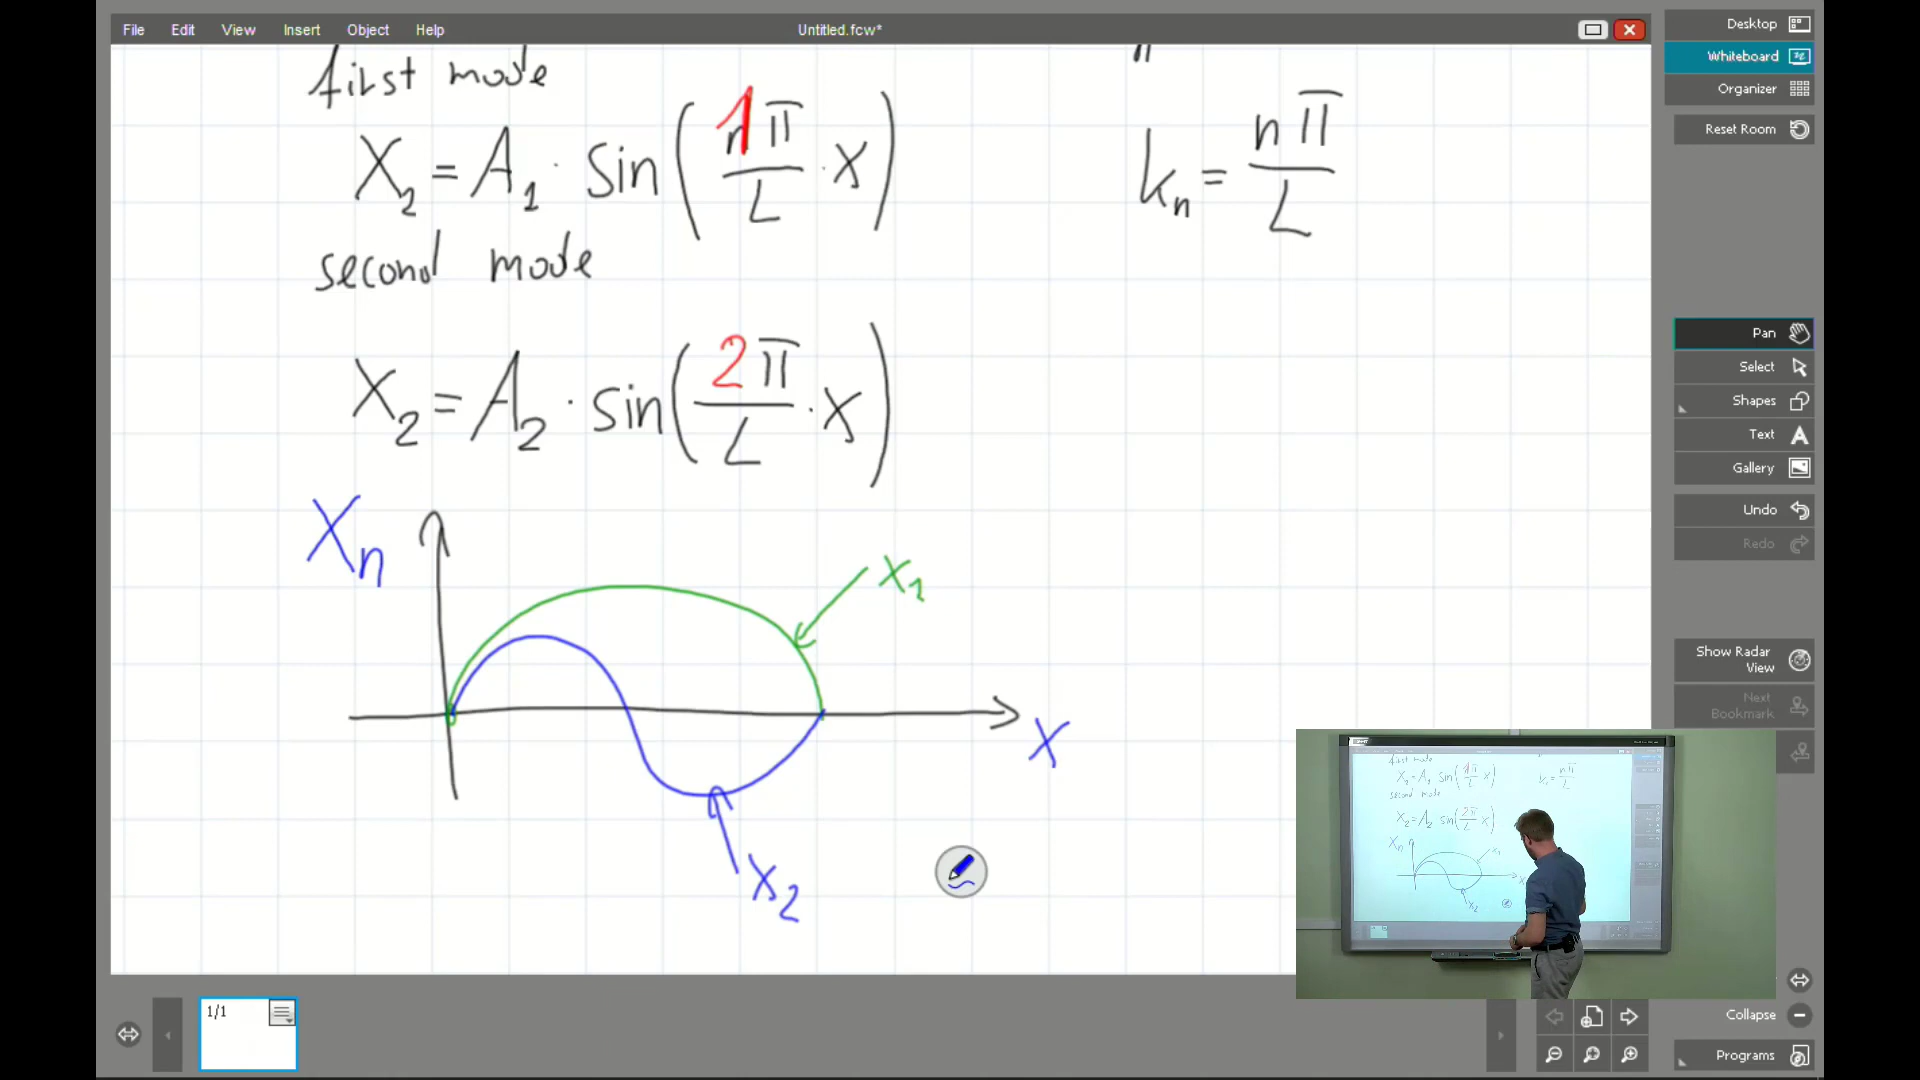 File Edit View Insert Object Help Untitled.fcw*
first mode
X₂ = A₁ · sin(1π/L · x)
kₙ = nπ/L
second mode
X₂ = A₂ · sin(2π/L · x)
Xₙ
x₁
x
x₂
1/1
Desktop
Whiteboard
Organizer
Reset Room
Pan
Select
Shapes
Text
Gallery
Undo
Redo
Show Radar
View
Next
Bookmark
Collapse
Programs